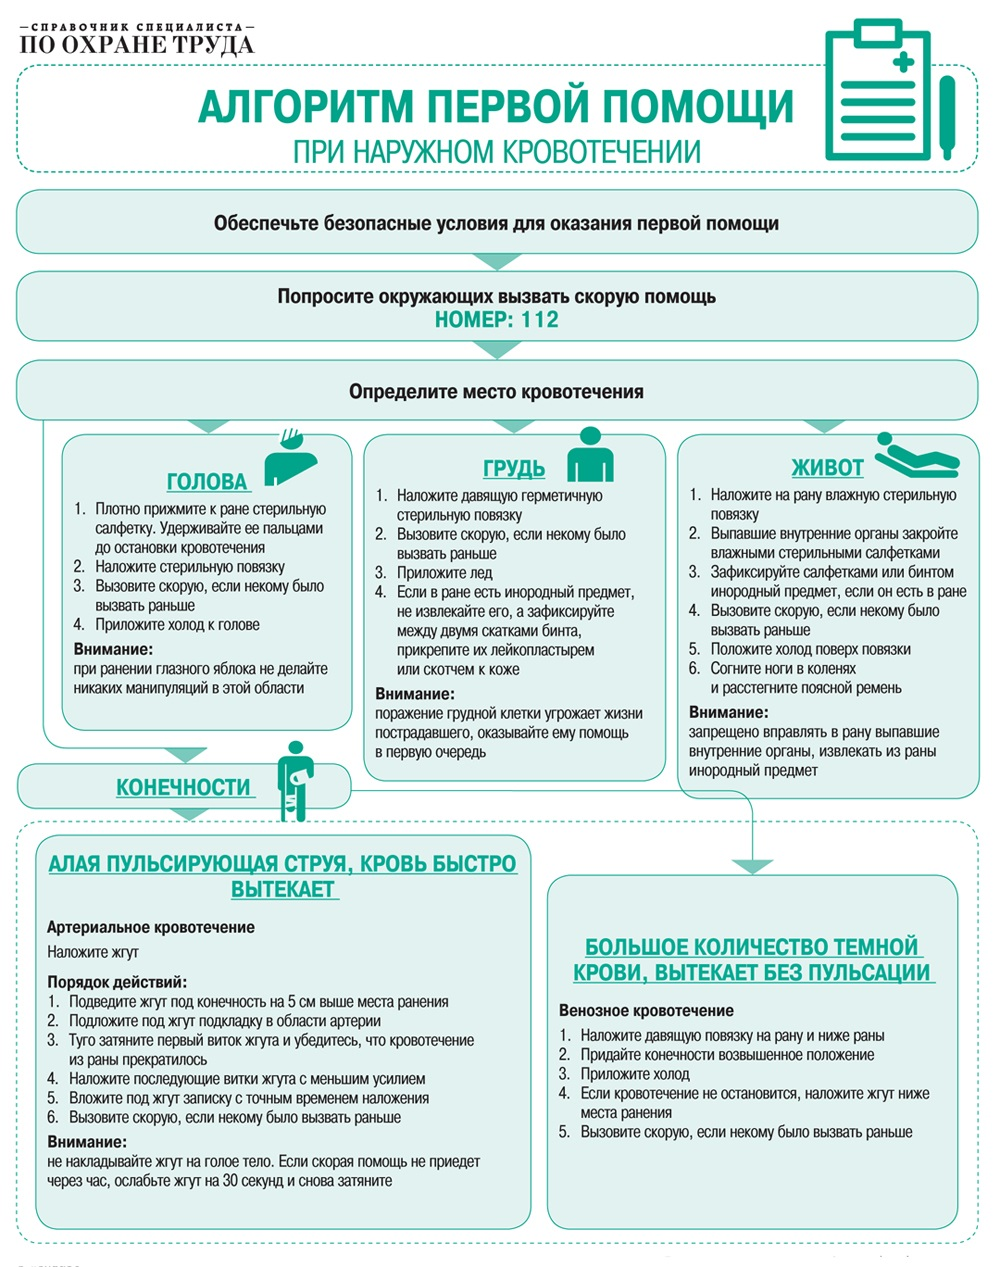 СПРАВОЧНИК СПЕЦИАЛИСТА
ПО ОХРАНЕ ТРУДА
АЛГОРИТМ ПЕРВОЙ ПОМОЩИ
ПРИ НАРУЖНОМ КРОВОТЕЧЕНИИ
Обеспечьте безопасные условия для оказания первой помощи
Попросите окружающих вызвать скорую помощь
НОМЕР: 112
Определите место кровотечения
ГОЛОВА
1. Плотно прижмите к ране стерильную
салфетку. Удерживайте ее пальцами
до остановки кровотечения
2. Наложите стерильную повязку
3. Вызовите скорую, если некому было
вызвать раньше
4. Приложите холод к голове
Внимание:
при ранении глазного яблока не делайте
никаких манипуляций в этой области
ГРУДЬ
1. Наложите давящую герметичную
стерильную повязку
2. Вызовите скорую, если некому было
вызвать раньше
3. Приложите лед
4. Если в ране есть инородный предмет,
не извлекайте его, а зафиксируйте
между двумя скатками бинта,
прикрепите их лейкопластырем
или скотчем к коже
Внимание:
поражение грудной клетки угрожает жизни
пострадавшего, оказывайте ему помощь
в первую очередь
ЖИВОТ
1. Наложите на рану влажную стерильную
повязку
2. Выпавшие внутренние органы закройте
влажными стерильными салфетками
3. Зафиксируйте салфетками или бинтом
инородный предмет, если он есть в ране
4. Вызовите скорую, если некому было
вызвать раньше
5. Положите холод поверх повязки
6. Согните ноги в коленях
и расстегните поясной ремень
Внимание:
запрещено вправлять в рану выпавшие
внутренние органы, извлекать из раны
инородный предмет
КОНЕЧНОСТИ
АЛАЯ ПУЛЬСИРУЮЩАЯ СТРУЯ, КРОВЬ БЫСТРО
ВЫТЕКАЕТ
Артериальное кровотечение
Наложите жгут
Порядок действий:
1. Подведите жгут под конечность на 5 см выше места ранения
2. Подложите под жгут подкладку в области артерии
3. Туго затяните первый виток жгута и убедитесь, что кровотечение
из раны прекратилось
4. Наложите последующие витки жгута с меньшим усилием
5. Вложите под жгут записку с точным временем наложения
6. Вызовите скорую, если некому было вызвать раньше
Внимание:
не накладывайте жгут на голое тело. Если скорая помощь не приедет
через час, ослабьте жгут на 30 секунд и снова затяните
БОЛЬШОЕ КОЛИЧЕСТВО ТЕМНОЙ
КРОВИ, ВЫТЕКАЕТ БЕЗ ПУЛЬСАЦИИ
Венозное кровотечение
1. Наложите давящую повязку на рану и ниже раны
2. Придайте конечности возвышенное положение
3. Приложите холод
4. Если кровотечение не остановится, наложите жгут ниже
места ранения
5. Вызовите скорую, если некому было вызвать раньше